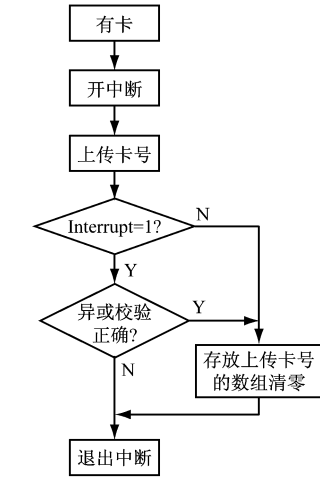 有卡
开中断
上传卡号
Interrupt=1?
N
Y
异或校验
正确?
Y
N
存放上传卡号
的数组清零
退出中断